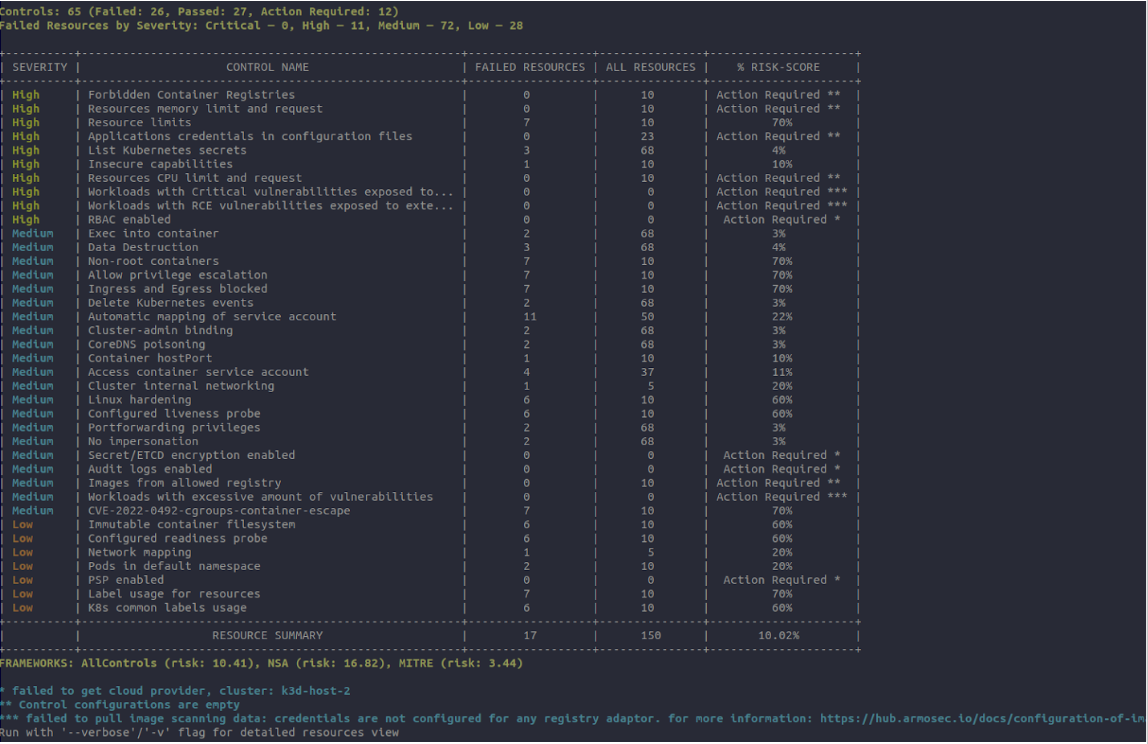 Controls: 65 (Failed: 26, Passed: 27, Action Required: 12)
Failed Resources by Severity: Critical — 0, High — 11, Medium — 72, Low — 28
| SEVERITY | CONTROL NAME | FAILED RESOURCES | ALL RESOURCES | % RISK-SCORE |
| High | Forbidden Container Registries | 0 | 10 | Action Required ** |
| High | Resources memory limit and request | 0 | 10 | Action Required ** |
| High | Resource limits | 7 | 10 | 70% |
| High | Applications credentials in configuration files | 0 | 23 | Action Required ** |
| High | List Kubernetes secrets | 3 | 68 | 4% |
| High | Insecure capabilities | 1 | 10 | 10% |
| High | Resources CPU limit and request | 0 | 10 | Action Required ** |
| High | Workloads with Critical vulnerabilities exposed to... | 0 | 0 | Action Required *** |
| High | Workloads with RCE vulnerabilities exposed to exte... | 0 | 0 | Action Required *** |
| High | RBAC enabled | 0 | 0 | Action Required * |
| Medium | Exec into container | 2 | 68 | 3% |
| Medium | Data Destruction | 3 | 68 | 4% |
| Medium | Non-root containers | 7 | 10 | 70% |
| Medium | Allow privilege escalation | 7 | 10 | 70% |
| Medium | Ingress and Egress blocked | 7 | 10 | 70% |
| Medium | Delete Kubernetes events | 2 | 68 | 3% |
| Medium | Automatic mapping of service account | 11 | 50 | 22% |
| Medium | Cluster-admin binding | 2 | 68 | 3% |
| Medium | CoreDNS poisoning | 2 | 68 | 3% |
| Medium | Container hostPort | 1 | 10 | 10% |
| Medium | Access container service account | 4 | 37 | 11% |
| Medium | Cluster internal networking | 1 | 5 | 20% |
| Medium | Linux hardening | 6 | 10 | 60% |
| Medium | Configured liveness probe | 6 | 10 | 60% |
| Medium | Portforwarding privileges | 2 | 68 | 3% |
| Medium | No impersonation | 2 | 68 | 3% |
| Medium | Secret/ETCD encryption enabled | 0 | 0 | Action Required * |
| Medium | Audit logs enabled | 0 | 0 | Action Required * |
| Medium | Images from allowed registry | 0 | 10 | Action Required ** |
| Medium | Workloads with excessive amount of vulnerabilities | 0 | 0 | Action Required *** |
| Medium | CVE-2022-0492-cgroups-container-escape | 7 | 10 | 70% |
| Low | Immutable container filesystem | 6 | 10 | 60% |
| Low | Configured readiness probe | 6 | 10 | 60% |
| Low | Network mapping | 1 | 5 | 20% |
| Low | Pods in default namespace | 2 | 10 | 20% |
| Low | PSP enabled | 0 | 0 | Action Required * |
| Low | Label usage for resources | 7 | 10 | 70% |
| Low | K8s common labels usage | 6 | 10 | 60% |
| | RESOURCE SUMMARY | 17 | 150 | 10.02% |
FRAMEWORKS: AllControls (risk: 10.41), NSA (risk: 16.82), MITRE (risk: 3.44)
* failed to get cloud provider, cluster: k3d-host-2
** Control configurations are empty
*** failed to pull image scanning data: credentials are not configured for any registry adaptor. for more information: https://hub.armosec.io/docs/configuration-of-im
Run with '--verbose'/'-v' flag for detailed resources view